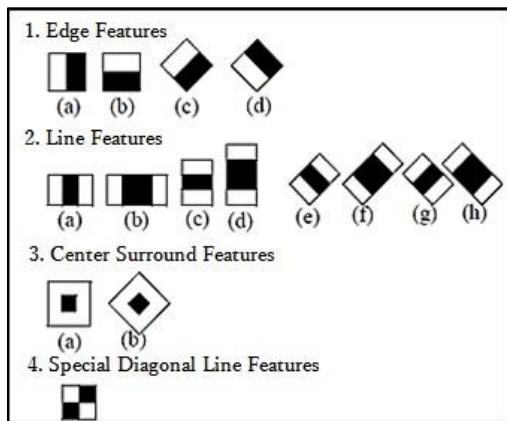 1. Edge Features
(a) (b) (c) (d)
2. Line Features
(a) (b) (c) (d) (e) (f) (g) (h)
3. Center Surround Features
(a) (b)
4. Special Diagonal Line Features